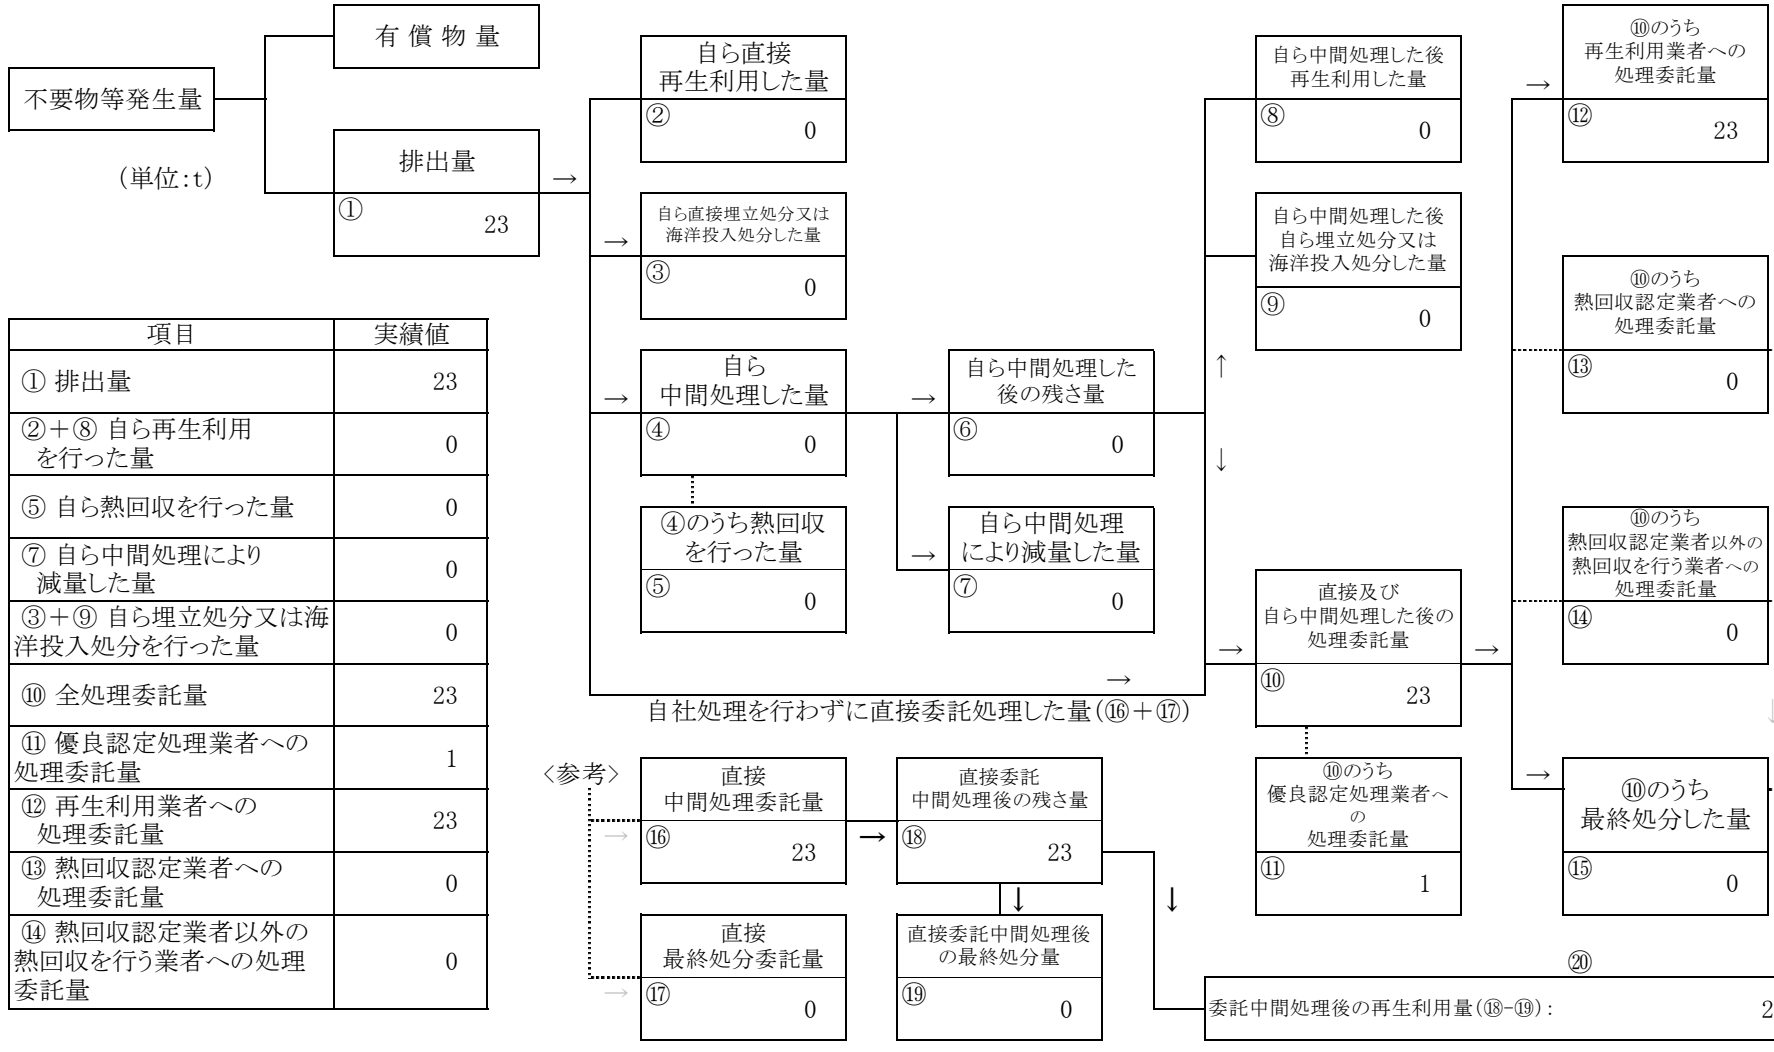 有 償 物 量
不要物等発生量
(単位:t)
排出量
① 23
→
自ら直接
再生利用した量
② 0
→
自ら直接埋立処分又は
海洋投入処分した量
③ 0
→
自ら
中間処理した量
④ 0
④のうち熱回収
を行った量
⑤ 0
→
自ら中間処理した
後の残さ量
⑥ 0
→
自ら中間処理
により減量した量
⑦ 0
自ら中間処理した後
再生利用した量
⑧ 0
自ら中間処理した後
自ら埋立処分又は
海洋投入処分した量
⑨ 0
↑
↓
→
自社処理を行わずに直接委託処理した量(⑯+⑰)
→
直接及び
自ら中間処理した後の
処理委託量
⑩ 23
→
⑩のうち
優良認定処理業者へ
の
処理委託量
⑪ 1
→
⑩のうち
再生利用業者への
処理委託量
⑫ 23
⑩のうち
熱回収認定業者への
処理委託量
⑬ 0
⑩のうち
熱回収認定業者以外の
熱回収を行う業者への
処理委託量
⑭ 0
↓
→
⑩のうち
最終処分した量
⑮ 0
項目 実績値
① 排出量 23
②+⑧ 自ら再生利用
を行った量 0
⑤ 自ら熱回収を行った量 0
⑦ 自ら中間処理により
減量した量 0
③+⑨ 自ら埋立処分又は海
洋投入処分を行った量 0
⑩ 全処理委託量 23
⑪ 優良認定処理業者への
処理委託量 1
⑫ 再生利用業者への
処理委託量 23
⑬ 熱回収認定業者への
処理委託量 0
⑭ 熱回収認定業者以外の
熱回収を行う業者への処理
委託量 0
〈参考〉
→
直接
中間処理委託量
⑯ 23
→
直接委託
中間処理後の残さ量
⑱ 23
↓
↓
→
直接
最終処分委託量
⑰ 0
直接委託中間処理後
の最終処分量
⑲ 0
⑳
委託中間処理後の再生利用量(⑱-⑲): 2